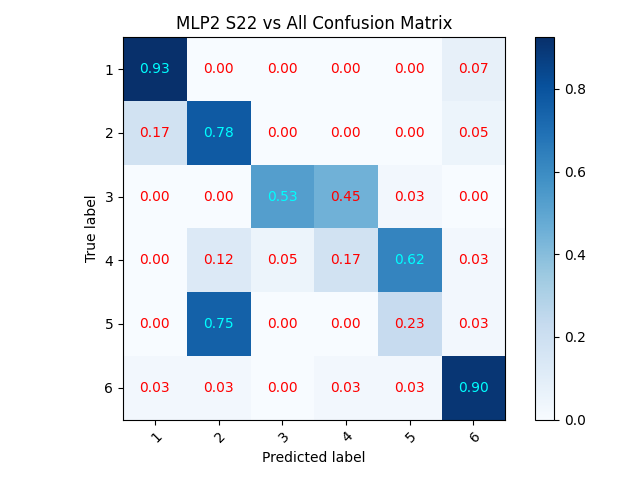 MLP2 S22 vs All Confusion Matrix
True label
1 0.93 0.00 0.00 0.00 0.00 0.07
2 0.17 0.78 0.00 0.00 0.00 0.05
3 0.00 0.00 0.53 0.45 0.03 0.00
4 0.00 0.12 0.05 0.17 0.62 0.03
5 0.00 0.75 0.00 0.00 0.23 0.03
6 0.03 0.03 0.00 0.03 0.03 0.90
1 2 3 4 5 6
Predicted label
0.8
0.6
0.4
0.2
0.0